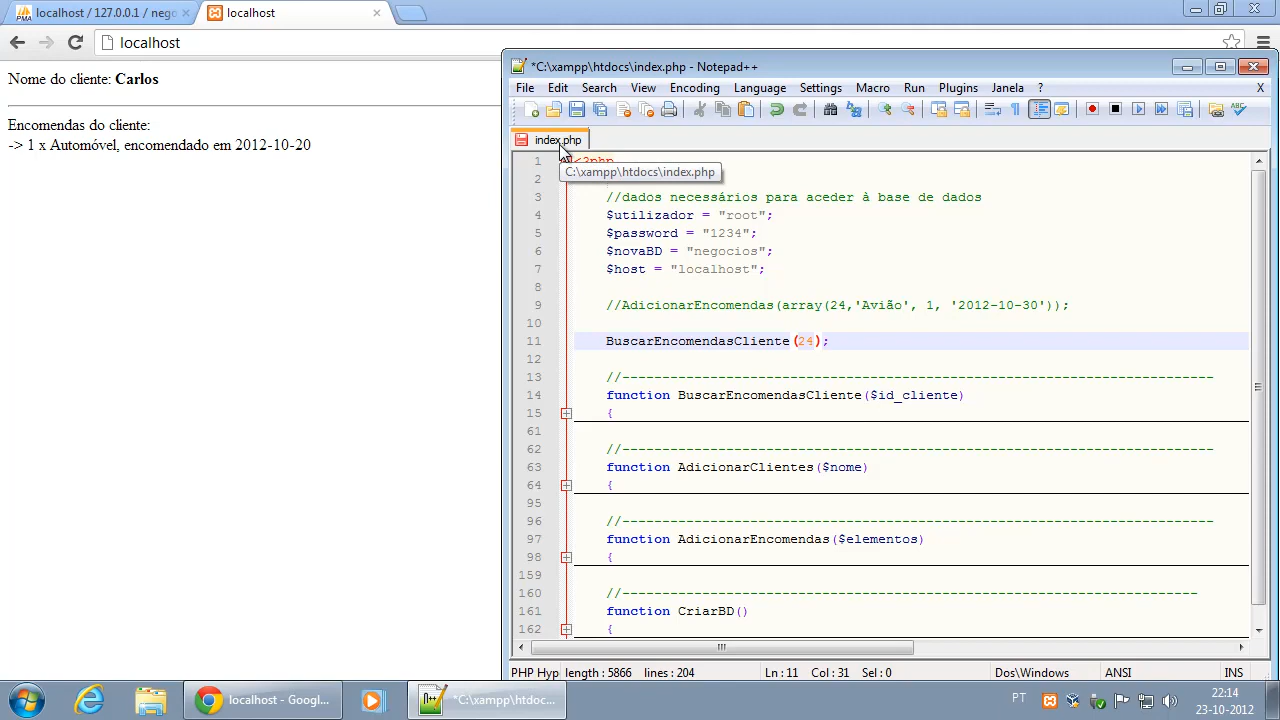 localhost / 127.0.0.1 / nego
localhost
localhost
Nome do cliente: Carlos
Encomendas do cliente:
-> 1 x Automóvel, encomendado em 2012-10-20
*C:\xampp\htdocs\index.php - Notepad++
File Edit Search View Encoding Language Settings Macro Run Plugins Janela ? X
index.php
C:\xampp\htdocs\index.php
1 <?php
2
3 //dados necessários para aceder à base de dados
4 $utilizador = "root";
5 $password = "1234";
6 $novaBD = "negocios";
7 $host = "localhost";
8
9 //AdicionarEncomendas(array(24,'Avião', 1, '2012-10-30'));
10
11 BuscarEncomendasCliente(24);
12
13 //--------------------------------------------------------------------------
14 function BuscarEncomendasCliente($id_cliente)
15 {
61
62 //--------------------------------------------------------------------------
63 function AdicionarClientes($nome)
64 {
95
96 //--------------------------------------------------------------------------
97 function AdicionarEncomendas($elementos)
98 {
159
160 //------------------------------------------------------------------------
161 function CriarBD()
162 {
PHP Hyp length : 5866 lines : 204 Ln : 11 Col : 31 Sel : 0 Dos\Windows ANSI INS
localhost - Googl...
*C:\xampp\htdoc...
PT
22:14
23-10-2012